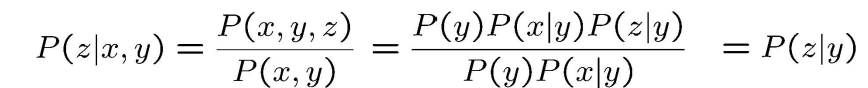 P(z|x, y) = P(x, y, z) / P(x, y) = P(y)P(x|y)P(z|y) / P(y)P(x|y) = P(z|y)